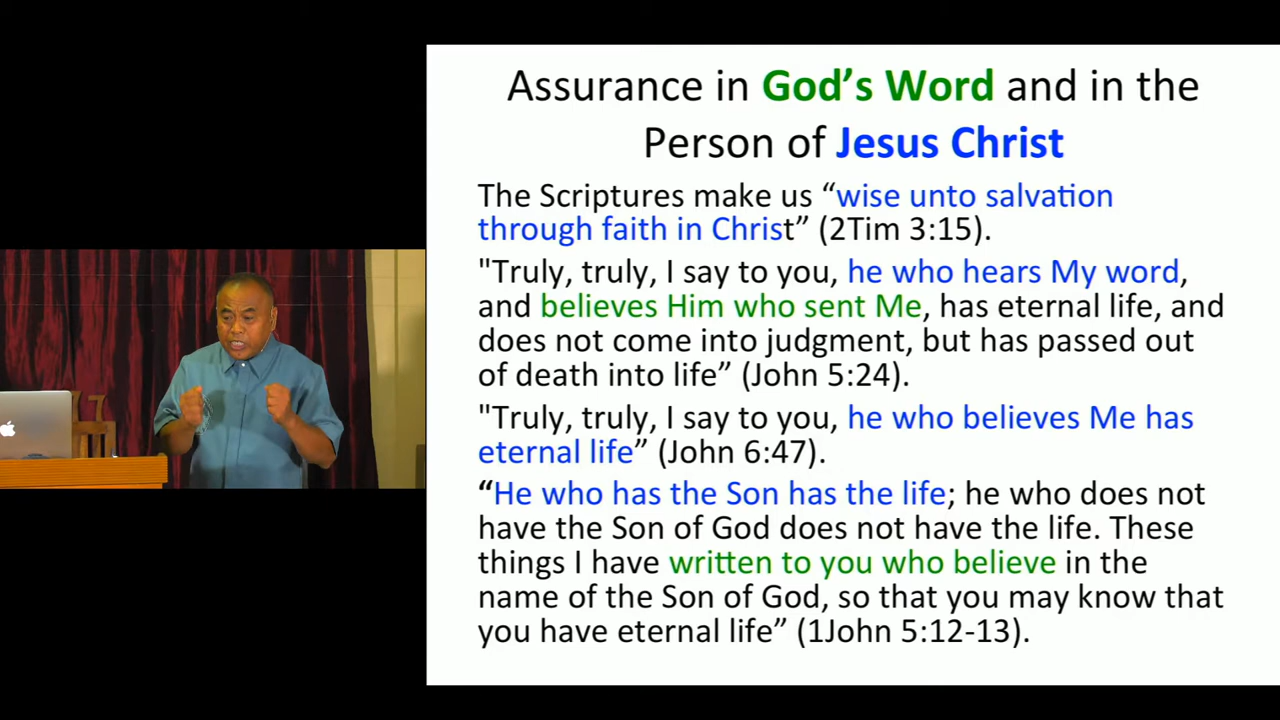 Assurance in God’s Word and in the
Person of Jesus Christ
The Scriptures make us “wise unto salvation
through faith in Christ” (2Tim 3:15).
"Truly, truly, I say to you, he who hears My word,
and believes Him who sent Me, has eternal life, and
does not come into judgment, but has passed out
of death into life” (John 5:24).
"Truly, truly, I say to you, he who believes Me has
eternal life” (John 6:47).
“He who has the Son has the life; he who does not
have the Son of God does not have the life. These
things I have written to you who believe in the
name of the Son of God, so that you may know that
you have eternal life” (1John 5:12-13).